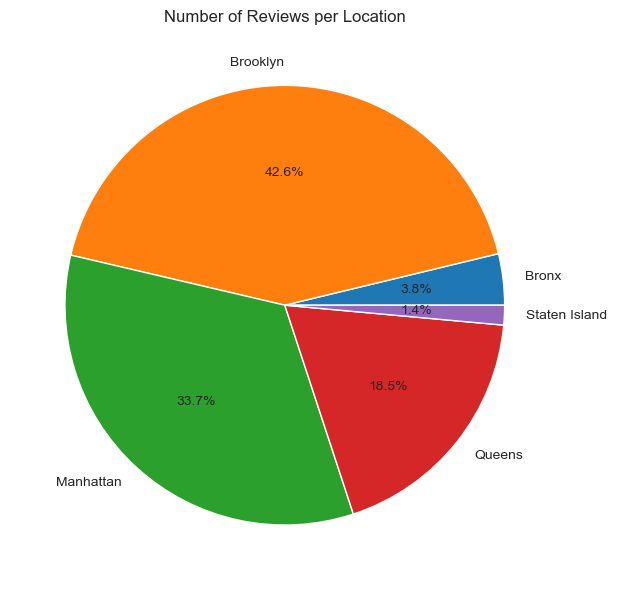 Number of Reviews per Location
Brooklyn
42.6%
Bronx
3.8%
1.4%
Staten Island
18.5%
33.7%
Queens
Manhattan